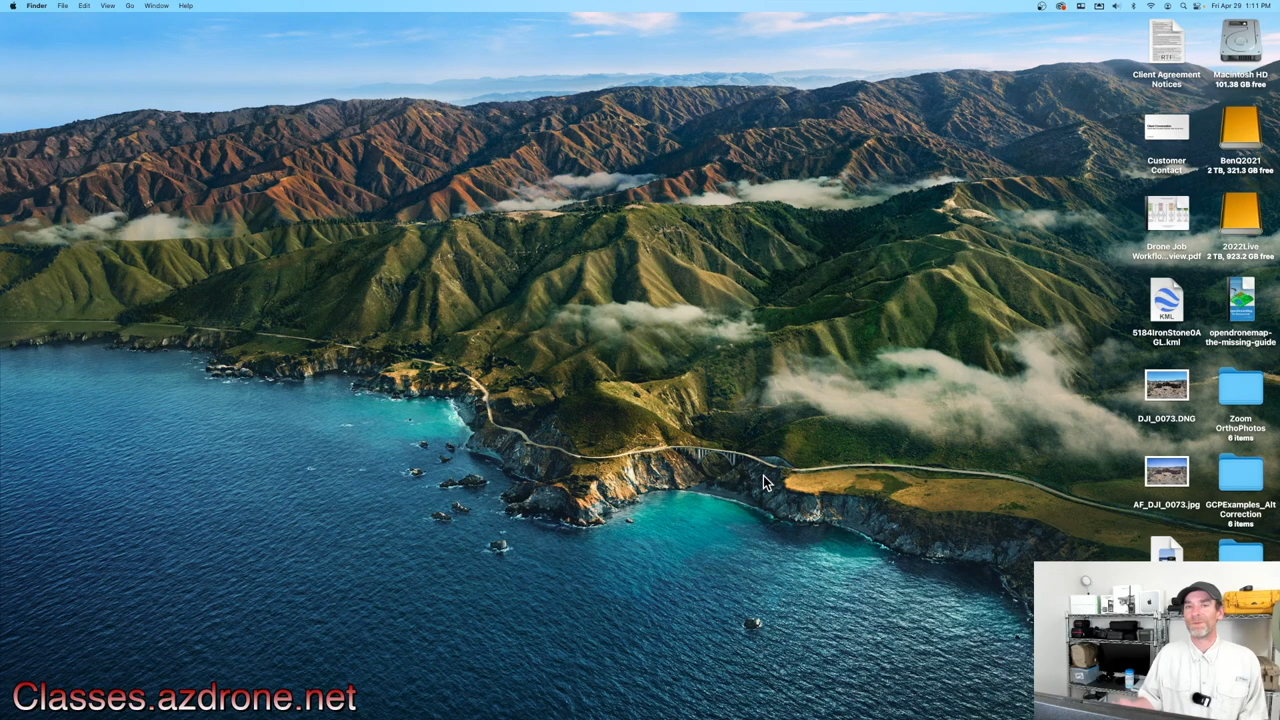 Finder File Edit View Go Window Help
Fri Apr 29 1:11 PM
Client Agreement
Notices
Macintosh HD
101.38 GB free
Customer
Contact
BenQ2021
2 TB, 321.3 GB free
Drone Job
Workflo...view.pdf
2022Live
2 TB, 923.2 GB free
KML
5184IronStone0A
GL.kml
opendronemap-
the-missing-guide
DJI_0073.DNG
Zoom
OrthoPhotos
6 items
AF_DJI_0073.jpg
GCPExamples_Alt
Correction
6 items
RTF
Classes.azdrone.net